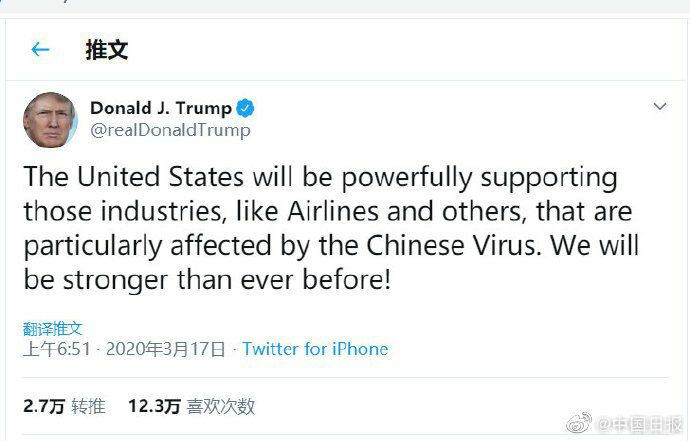 推文
Donald J. Trump
@realDonaldTrump
The United States will be powerfully supporting
those industries, like Airlines and others, that are
particularly affected by the Chinese Virus. We will
be stronger than ever before!
翻译推文
上午6:51 · 2020年3月17日 · Twitter for iPhone
2.7万 转推 12.3万 喜欢次数
@中国日报